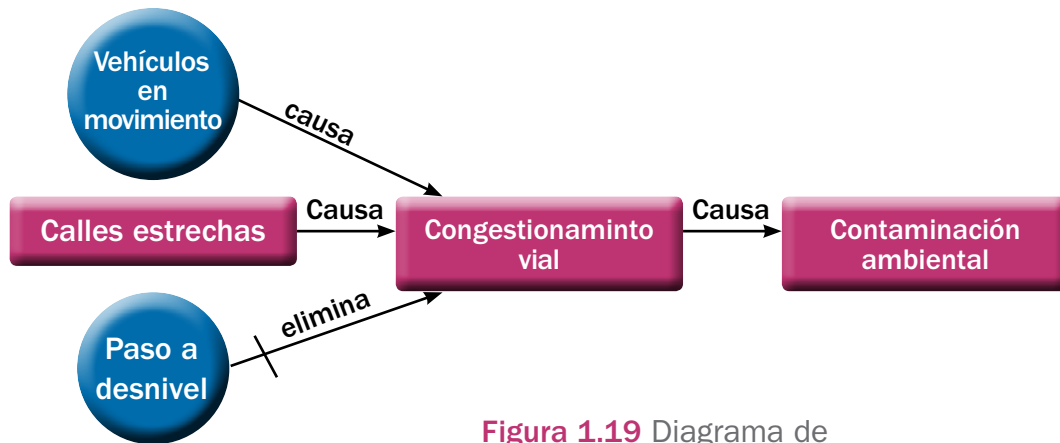 Vehículos
en
movimiento
causa
Calles estrechas
Causa
Congestionaminto
vial
Causa
Contaminación
ambiental
elimina
Paso a
desnivel
Figura 1.19 Diagrama de